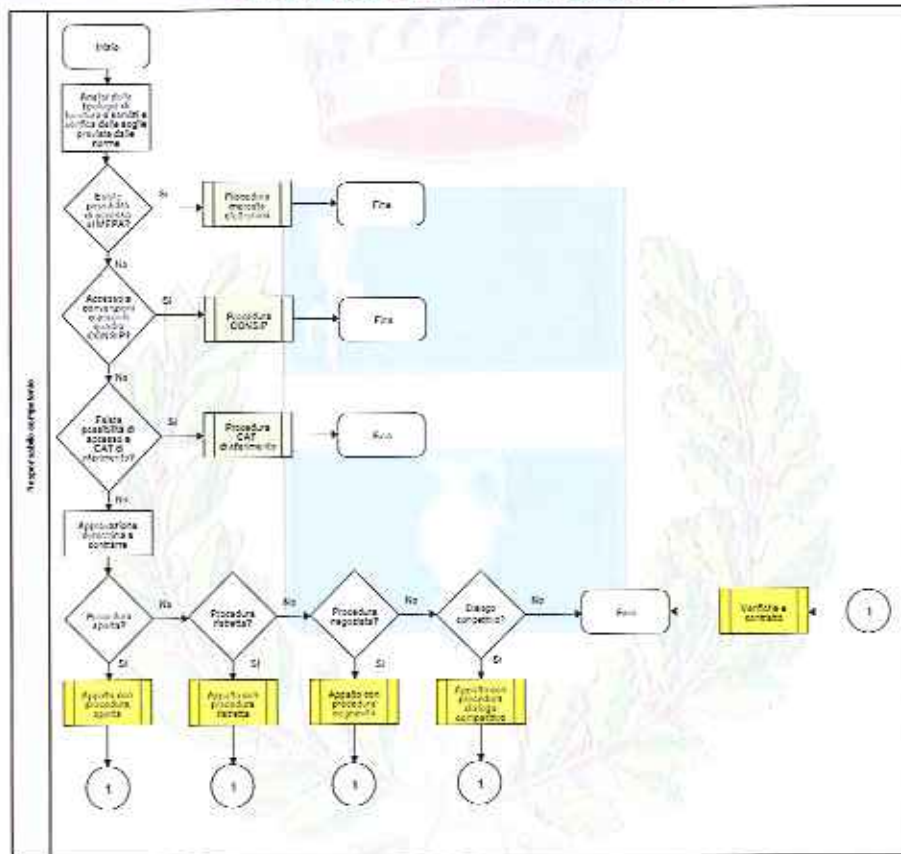 Inizio
Analisi della
tipologia di
fornitura o servizi e
verifica delle soglie
previste dalle
norme
Esiste
possibilità
di accesso
al MEPA?
Si
Procedura
mercato
elettronico
Fine
No
Accesso a
convenzioni
quadro
CONSIP?
Si
Procedura
CONSIP
Fine
No
Esiste
possibilità di
accesso a
CAT di
riferimento?
Si
Procedura
CAT
di riferimento
Fine
No
Responsabile competente
Approvazione
determina a
contrarre
Procedura
aperta?
No
Procedura
ristretta?
No
Procedura
negoziata?
No
Dialogo
competitivo?
No
Fine
Verifiche e
contratto
1
Si
Si
Si
Si
Appalto con
procedura
aperta
Appalto con
procedura
ristretta
Appalto con
procedura
negoziata
Appalto con
procedura
dialogo
competitivo
1
1
1
1